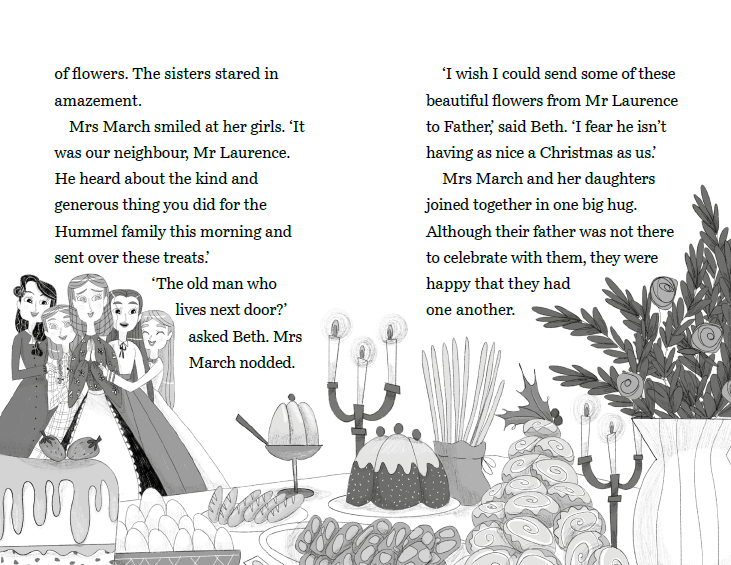 of flowers. The sisters stared in
amazement.
Mrs March smiled at her girls. ‘It
was our neighbour, Mr Laurence.
He heard about the kind and
generous thing you did for the
Hummel family this morning and
sent over these treats.’
‘The old man who
lives next door?’
asked Beth. Mrs
March nodded.
‘I wish I could send some of these
beautiful flowers from Mr Laurence
to Father,’ said Beth. ‘I fear he isn’t
having as nice a Christmas as us.’
Mrs March and her daughters
joined together in one big hug.
Although their father was not there
to celebrate with them, they were
happy that they had
one another.